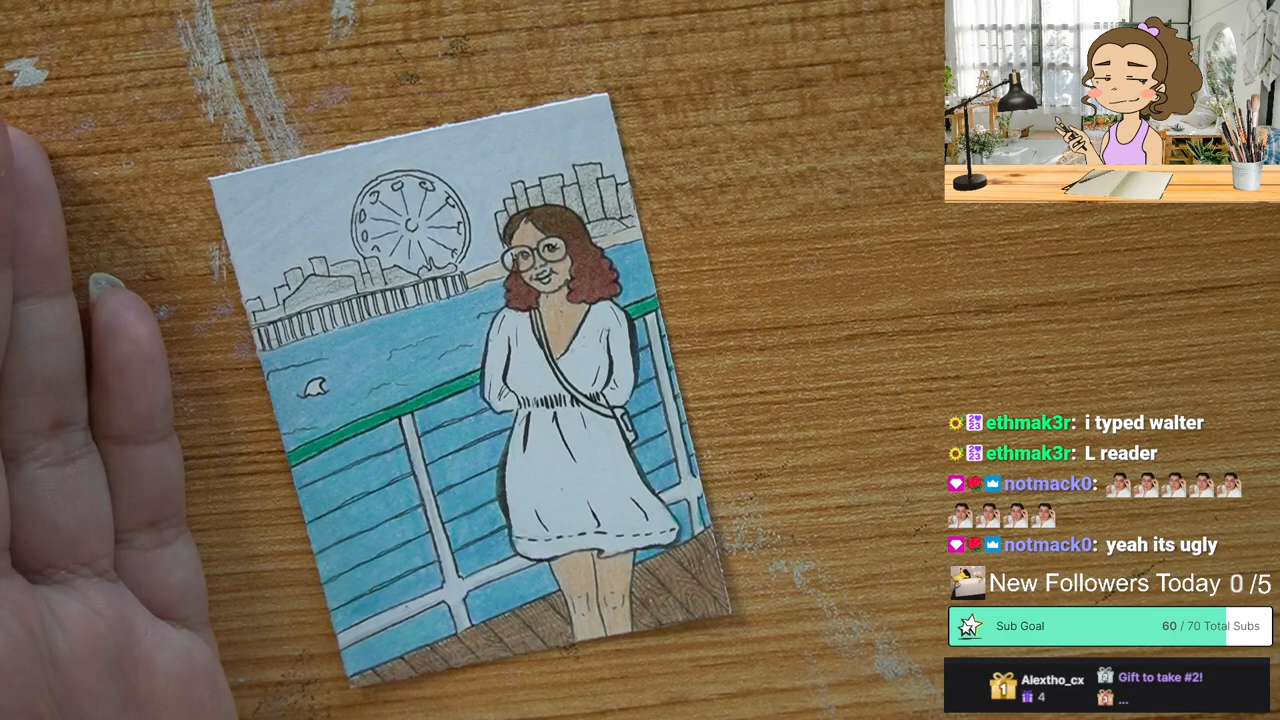 ethmak3r: i typed walter
ethmak3r: L reader
notmack0:
notmack0: yeah its ugly
New Followers Today 0 /5
Sub Goal 60 / 70 Total Subs
Alextho_cx Gift to take #2!
4 ...